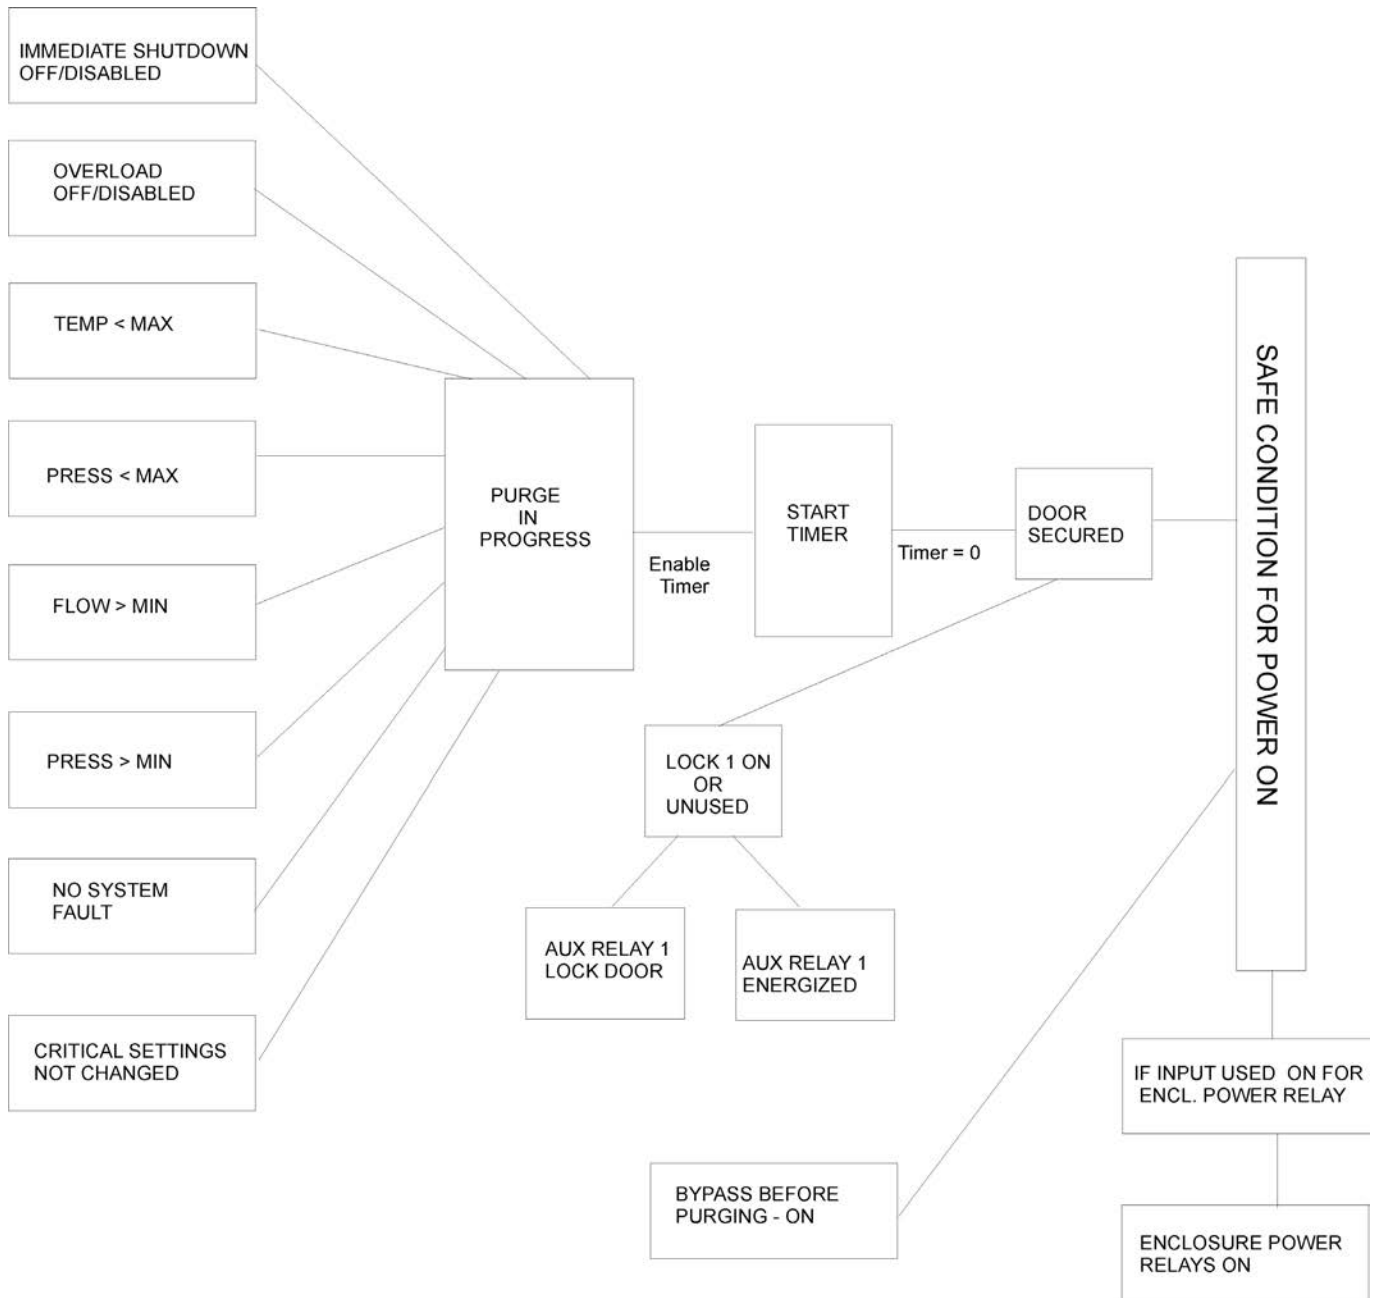 IMMEDIATE SHUTDOWN
OFF/DISABLED
OVERLOAD
OFF/DISABLED
TEMP < MAX
PRESS < MAX
FLOW > MIN
PRESS > MIN
NO SYSTEM
FAULT
CRITICAL SETTINGS
NOT CHANGED
PURGE
IN
PROGRESS
Enable
Timer
START
TIMER
Timer = 0
DOOR
SECURED
LOCK 1 ON
OR
UNUSED
AUX RELAY 1
LOCK DOOR
AUX RELAY 1
ENERGIZED
BYPASS BEFORE
PURGING - ON
SAFE CONDITION FOR POWER ON
IF INPUT USED ON FOR
ENCL. POWER RELAY
ENCLOSURE POWER
RELAYS ON